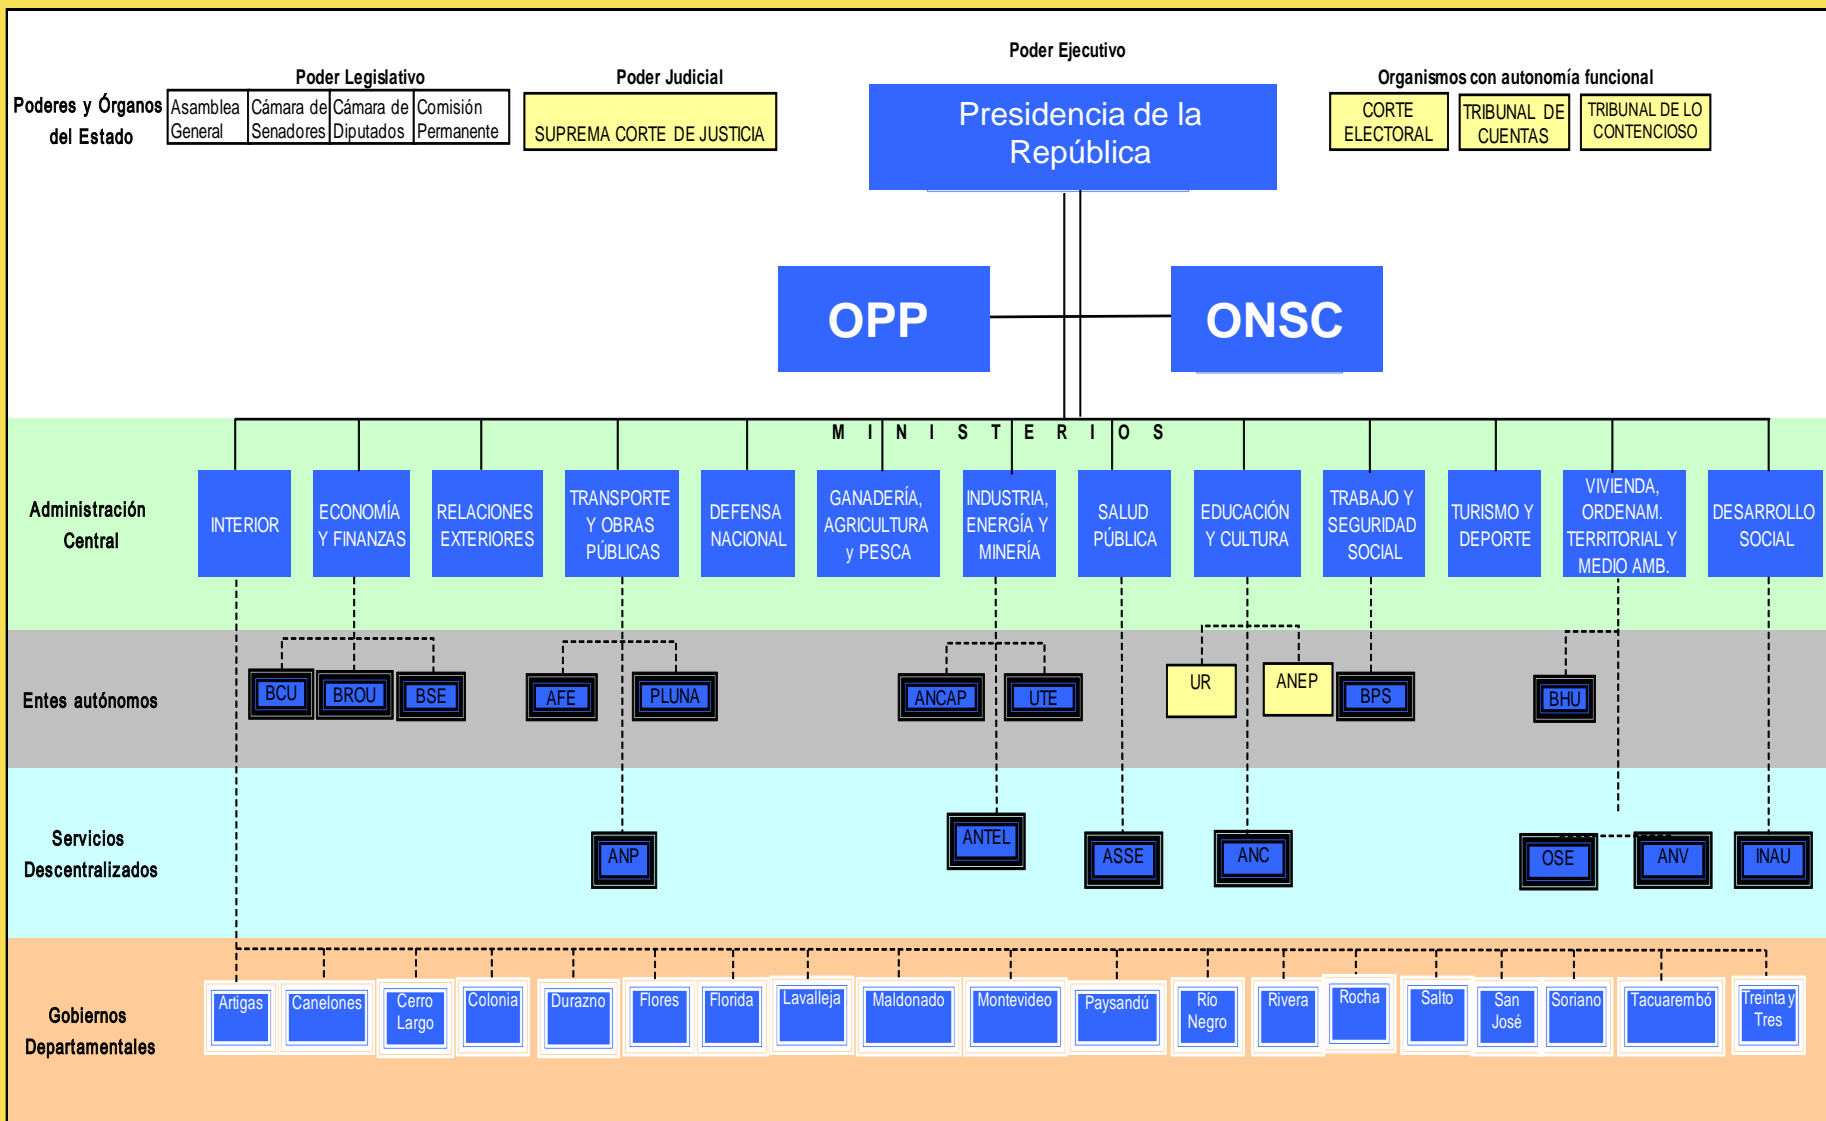 Poder Ejecutivo
Poder Legislativo
Poder Judicial
Organismos con autonomía funcional
Poderes y Órganos
del Estado
Asamblea
General
Cámara de
Senadores
Cámara de
Diputados
Comisión
Permanente
SUPREMA CORTE DE JUSTICIA
Presidencia de la
República
CORTE
ELECTORAL
TRIBUNAL DE
CUENTAS
TRIBUNAL DE LO
CONTENCIOSO
OPP
ONSC
M I N I S T E R I O S
Administración
Central
INTERIOR
ECONOMÍA
Y FINANZAS
RELACIONES
EXTERIORES
TRANSPORTE
Y OBRAS
PÚBLICAS
DEFENSA
NACIONAL
GANADERÍA,
AGRICULTURA
y PESCA
INDUSTRIA,
ENERGÍA Y
MINERÍA
SALUD
PÚBLICA
EDUCACIÓN
Y CULTURA
TRABAJO Y
SEGURIDAD
SOCIAL
TURISMO Y
DEPORTE
VIVIENDA,
ORDENAM.
TERRITORIAL Y
MEDIO AMB.
DESARROLLO
SOCIAL
Entes autónomos
BCU
BROU
BSE
AFE
PLUNA
ANCAP
UTE
UR
ANEP
BPS
BHU
Servicios
Descentralizados
ANP
ANTEL
ASSE
ANC
OSE
ANV
INAU
Gobiernos
Departamentales
Artigas
Canelones
Cerro
Largo
Colonia
Durazno
Flores
Florida
Lavalleja
Maldonado
Montevideo
Paysandú
Río
Negro
Rivera
Rocha
Salto
San
José
Soriano
Tacuarembó
Treinta y
Tres